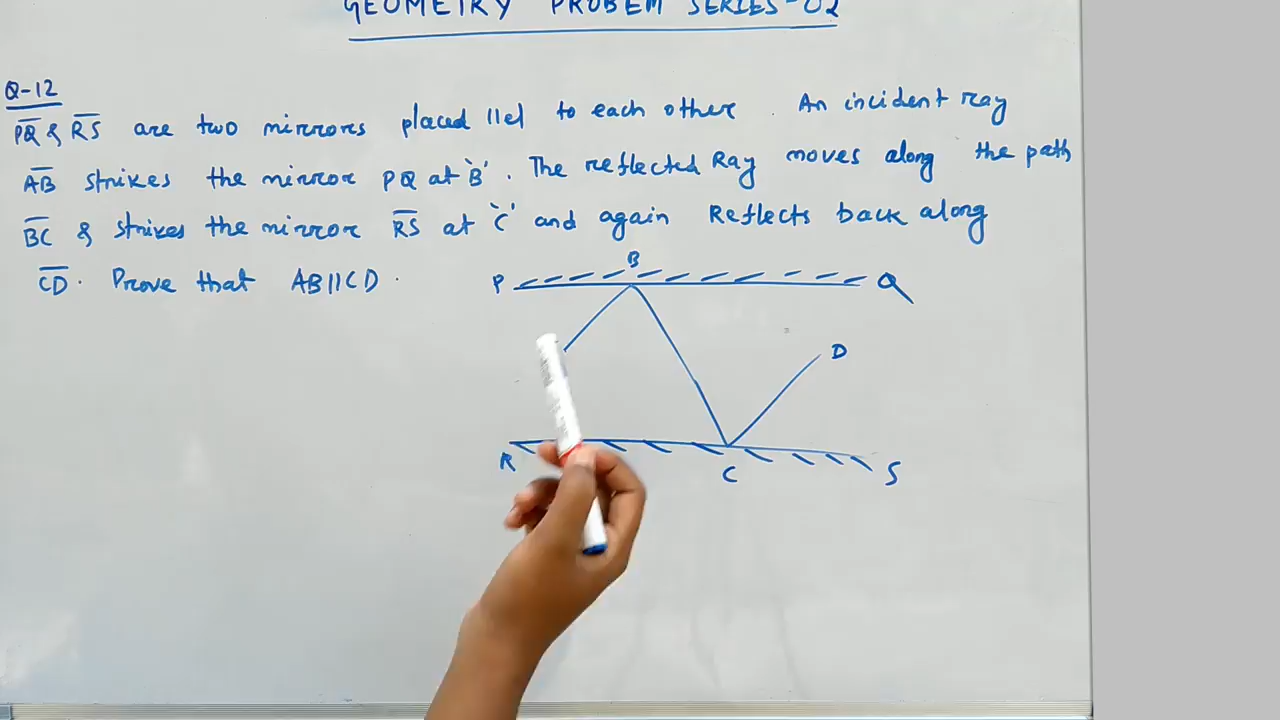 GEOMETRY PROBEM SERIES-02
Q-12
PQ & RS are two mirrors placed llel to each other. An incident ray
AB strikes the mirror PQ at 'B'. The reflected Ray moves along the path
BC & strikes the mirror RS at 'C' and again Reflects back along
CD. Prove that AB||CD.
P B Q
D
R C S